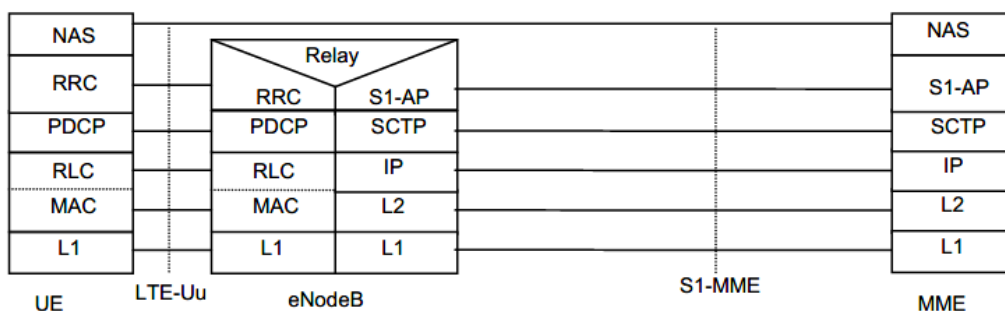 NAS NAS
Relay
RRC RRC S1-AP S1-AP
PDCP PDCP SCTP SCTP
RLC RLC IP IP
MAC MAC L2 L2
L1 L1 L1 L1
UE LTE-Uu eNodeB S1-MME MME